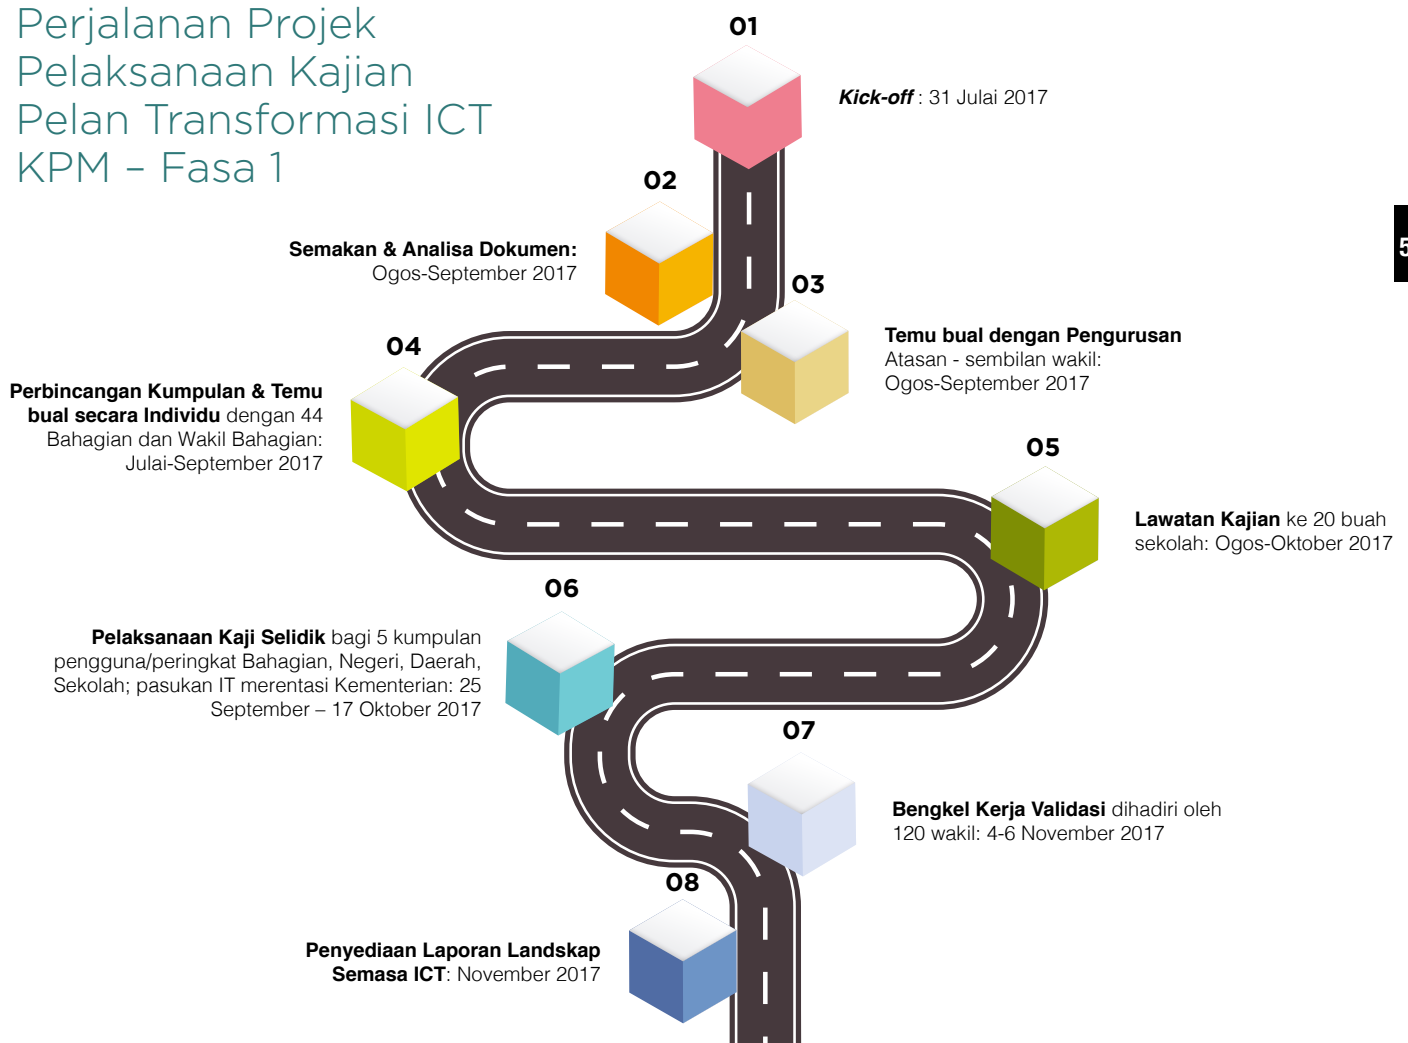 Perjalanan Projek
Pelaksanaan Kajian
Pelan Transformasi ICT
KPM – Fasa 1
01
Kick-off : 31 Julai 2017
02
Semakan & Analisa Dokumen:
Ogos-September 2017
03
Temu bual dengan Pengurusan
Atasan - sembilan wakil:
Ogos-September 2017
04
Perbincangan Kumpulan & Temu
bual secara Individu dengan 44
Bahagian dan Wakil Bahagian:
Julai-September 2017
05
Lawatan Kajian ke 20 buah
sekolah: Ogos-Oktober 2017
06
Pelaksanaan Kaji Selidik bagi 5 kumpulan
pengguna/peringkat Bahagian, Negeri, Daerah,
Sekolah; pasukan IT merentasi Kementerian: 25
September – 17 Oktober 2017
07
Bengkel Kerja Validasi dihadiri oleh
120 wakil: 4-6 November 2017
08
Penyediaan Laporan Landskap
Semasa ICT: November 2017